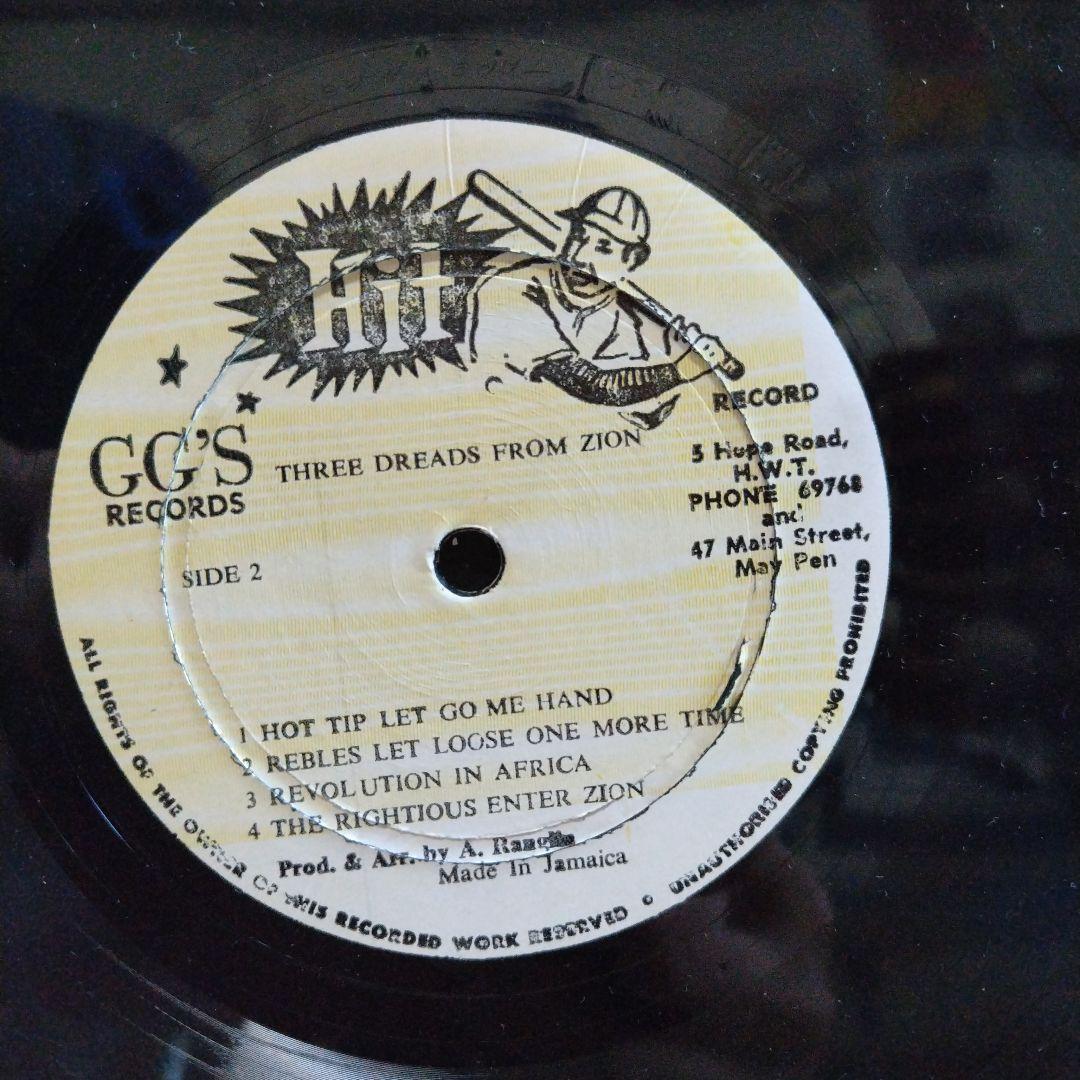 Hit
RECORD
GG'S
RECORDS
THREE DREADS FROM ZION
5 Hope Road,
H.W.T.
PHONE 69768
and
47 Main Street,
May Pen
SIDE 2
1 HOT TIP LET GO ME HAND
2 REBLES LET LOOSE ONE MORE TIME
3 REVOLUTION IN AFRICA
4 THE RIGHTIOUS ENTER ZION
Prod. & Arr. by A. Ranglin
Made In Jamaica
ALL RIGHTS OF THE OWNER OF THIS RECORDED WORK RESERVED • UNAUTHORISED COPYING PROHIBITED